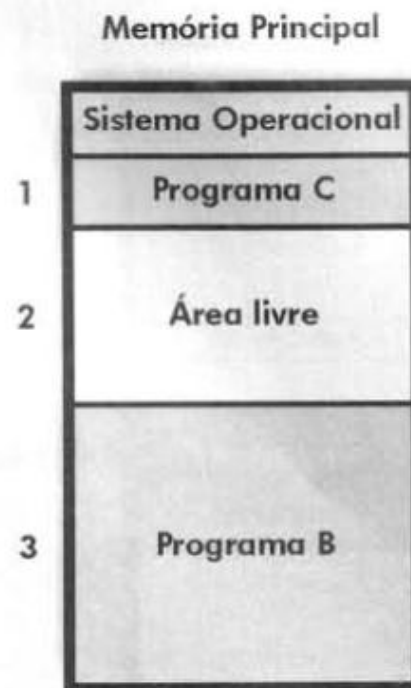 Memória Principal
Sistema Operacional
1 Programa C
2 Área livre
3 Programa B